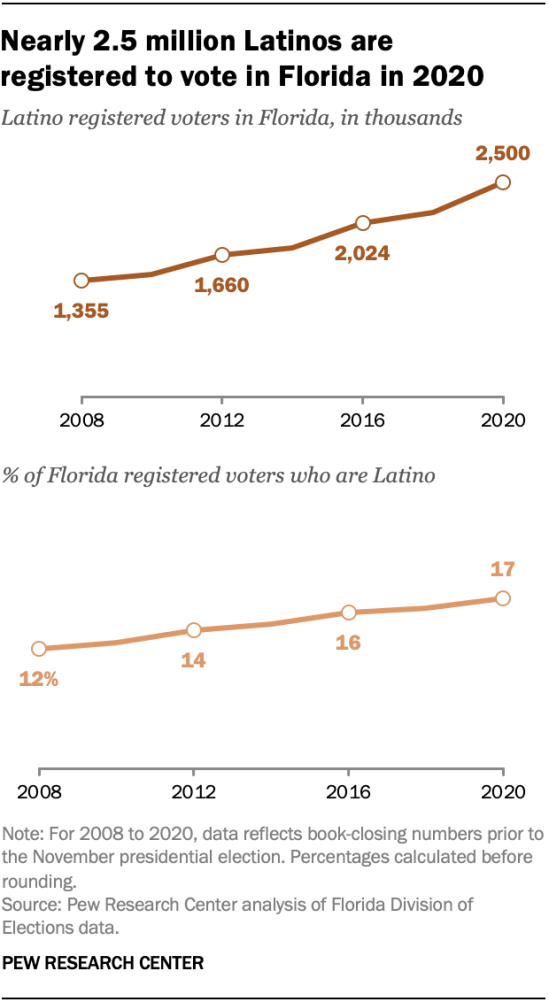 Nearly 2.5 million Latinos are
registered to vote in Florida in 2020
Latino registered voters in Florida, in thousands
2,500
2,024
1,660
1,355
2008 2012 2016 2020
% of Florida registered voters who are Latino
17
16
14
12%
2008 2012 2016 2020
Note: For 2008 to 2020, data reflects book-closing numbers prior to
the November presidential election. Percentages calculated before
rounding.
Source: Pew Research Center analysis of Florida Division of
Elections data.
PEW RESEARCH CENTER